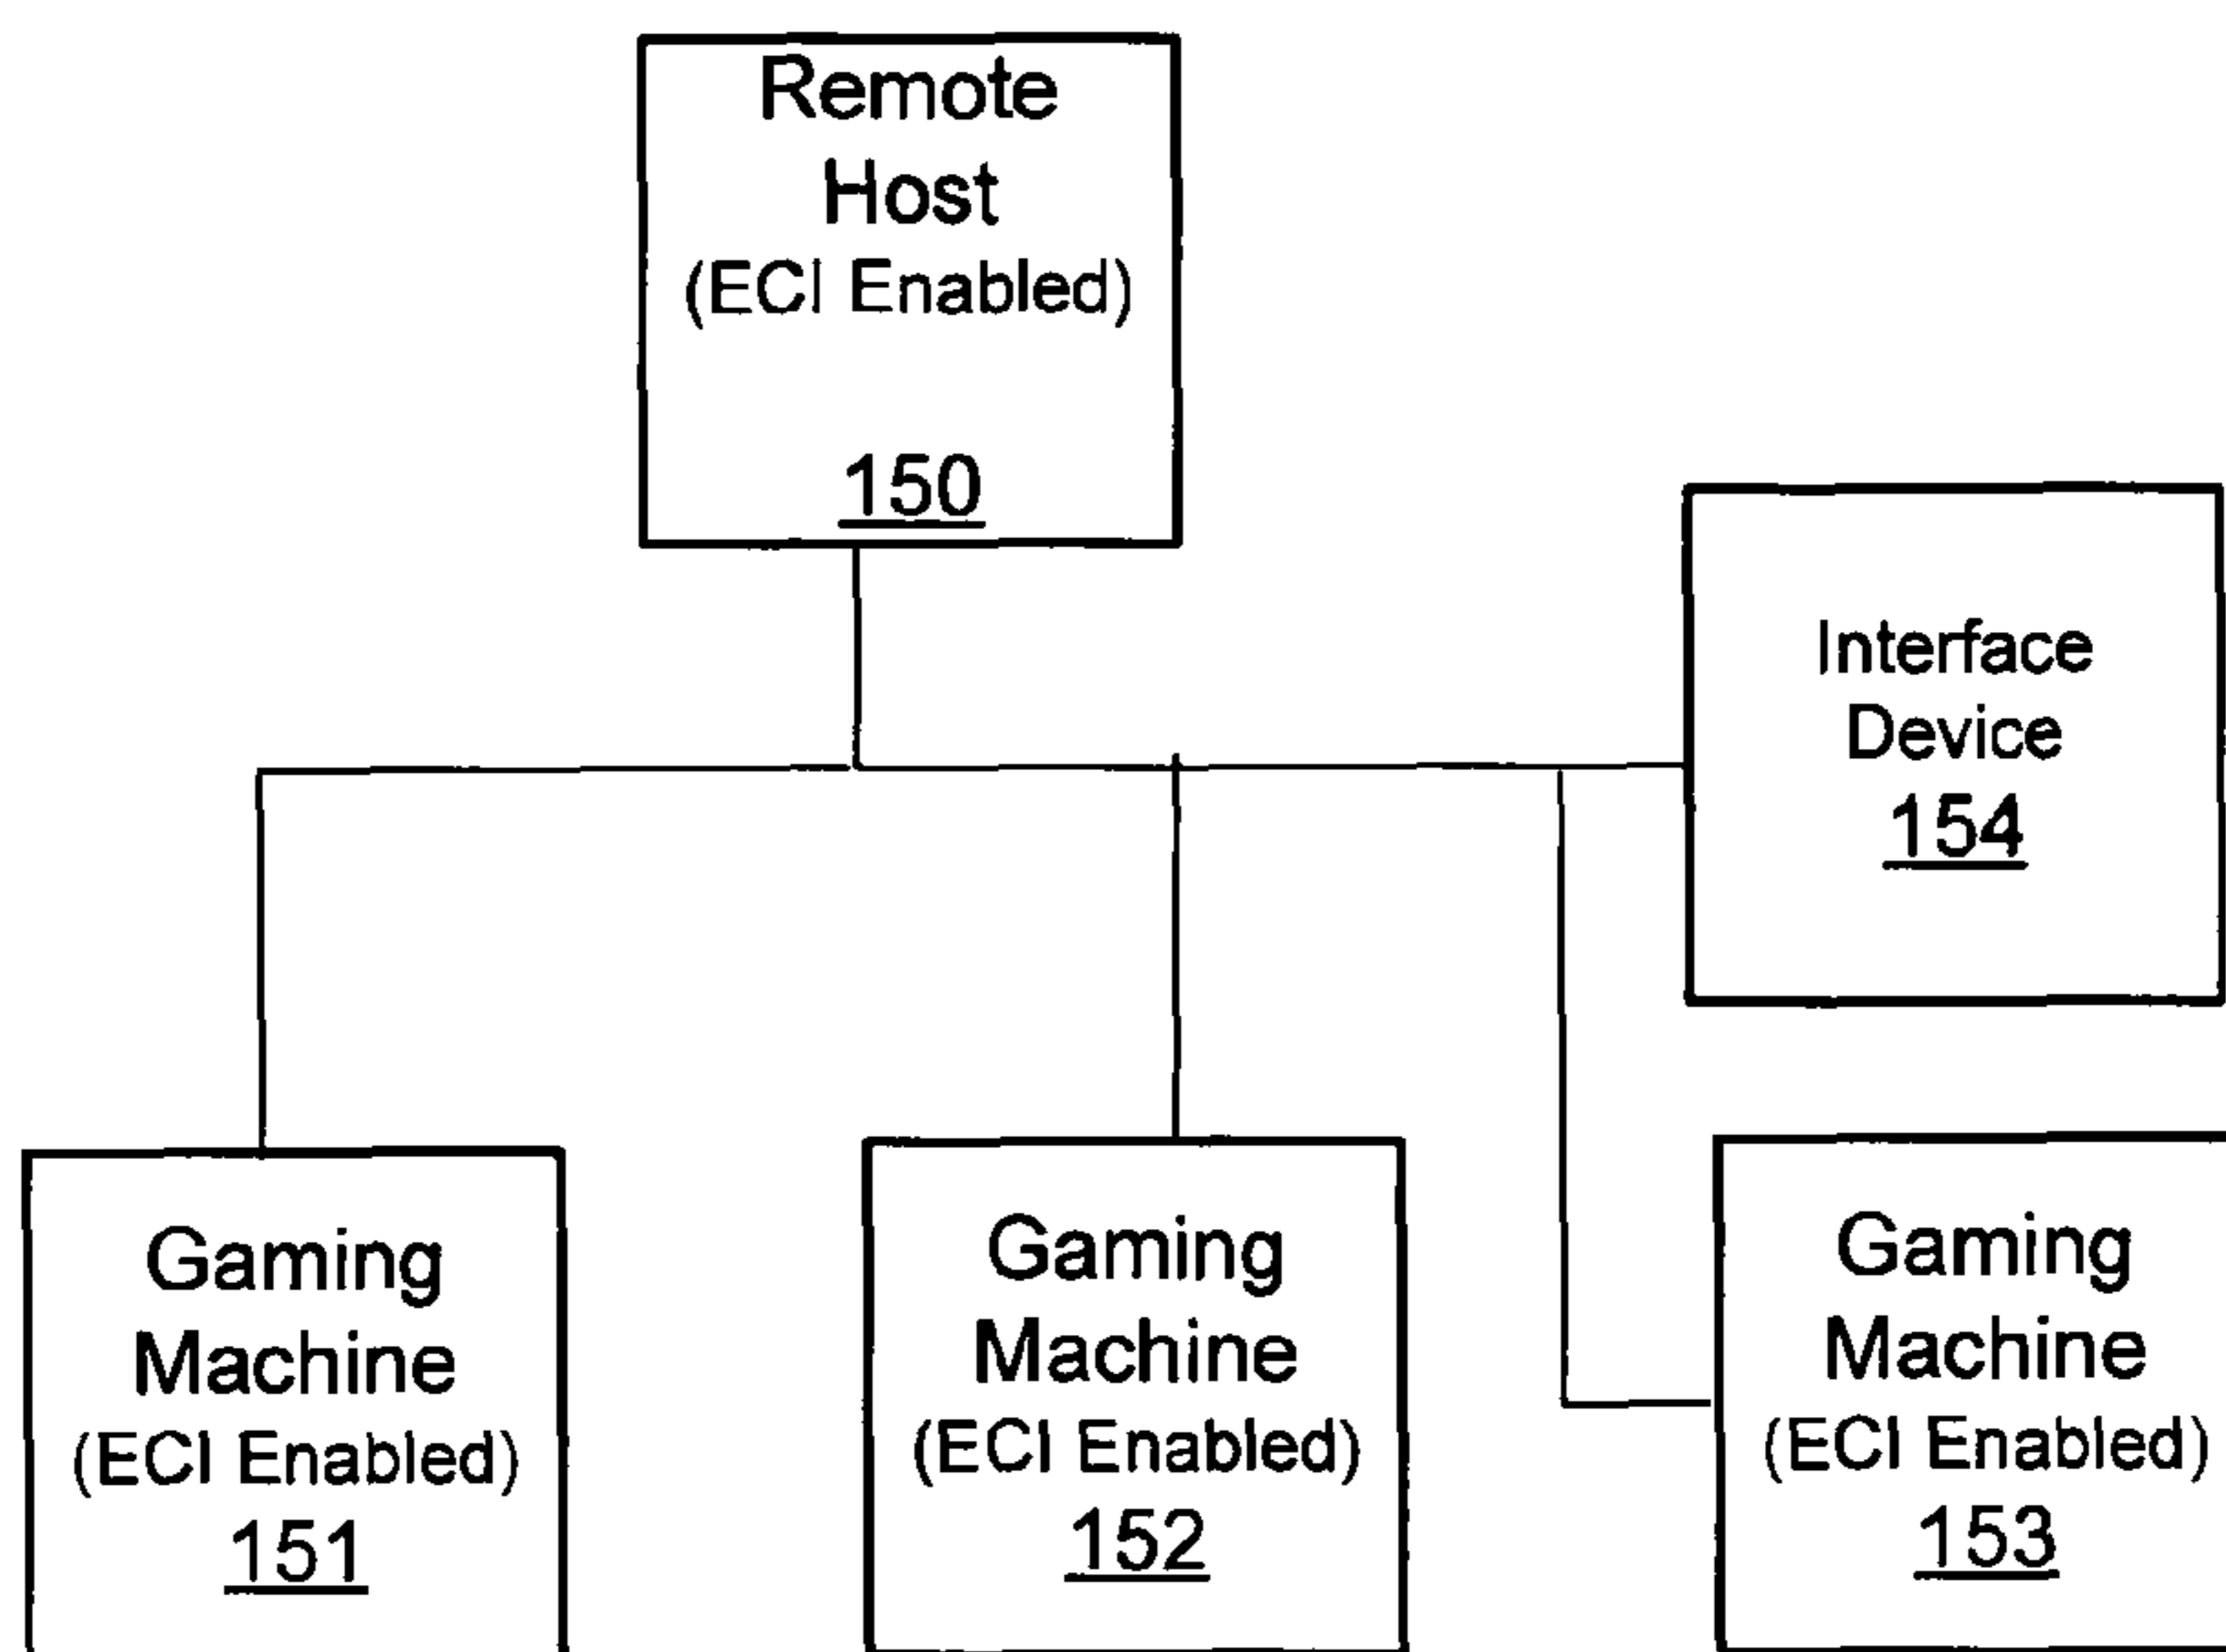 Remote
Host
(ECI Enabled)
150
Interface
Device
154
Gaming
Machine
(ECI Enabled)
151
Gaming
Machine
(ECI Enabled)
152
Gaming
Machine
(ECI Enabled)
153